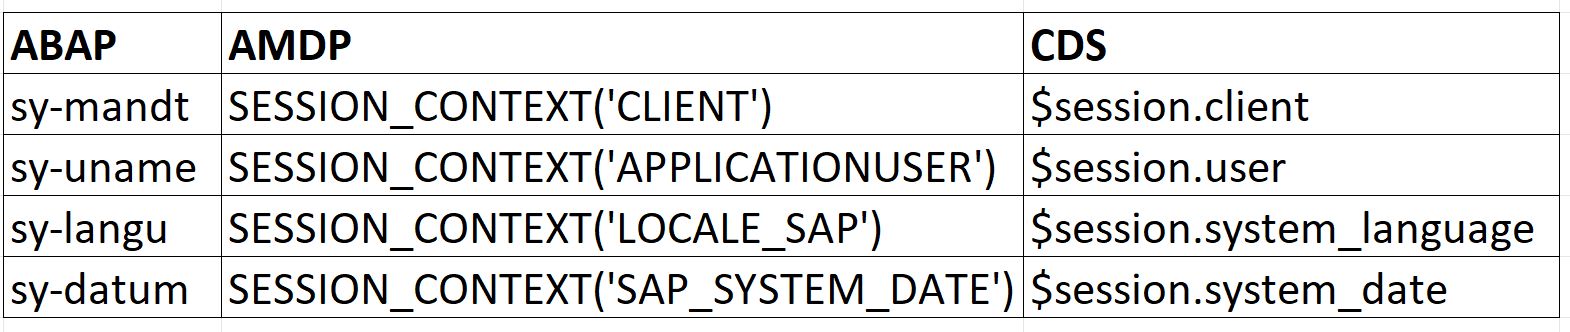 ABAP AMDP CDS
sy-mandt SESSION_CONTEXT('CLIENT') $session.client
sy-uname SESSION_CONTEXT('APPLICATIONUSER') $session.user
sy-langu SESSION_CONTEXT('LOCALE_SAP') $session.system_language
sy-datum SESSION_CONTEXT('SAP_SYSTEM_DATE') $session.system_date